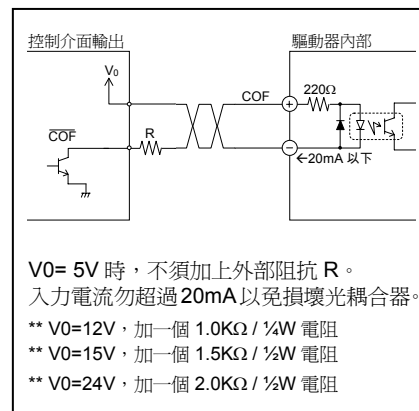 控制介面輸出
驅動器內部
V₀
COF
220Ω
+
C̅O̅F̅
R
−
←20mA 以下
V0= 5V 時，不須加上外部阻抗 R。
入力電流勿超過20mA以免損壞光耦合器。
** V0=12V，加一個 1.0KΩ / ¼W 電阻
** V0=15V，加一個 1.5KΩ / ½W 電阻
** V0=24V，加一個 2.0KΩ / ½W 電阻